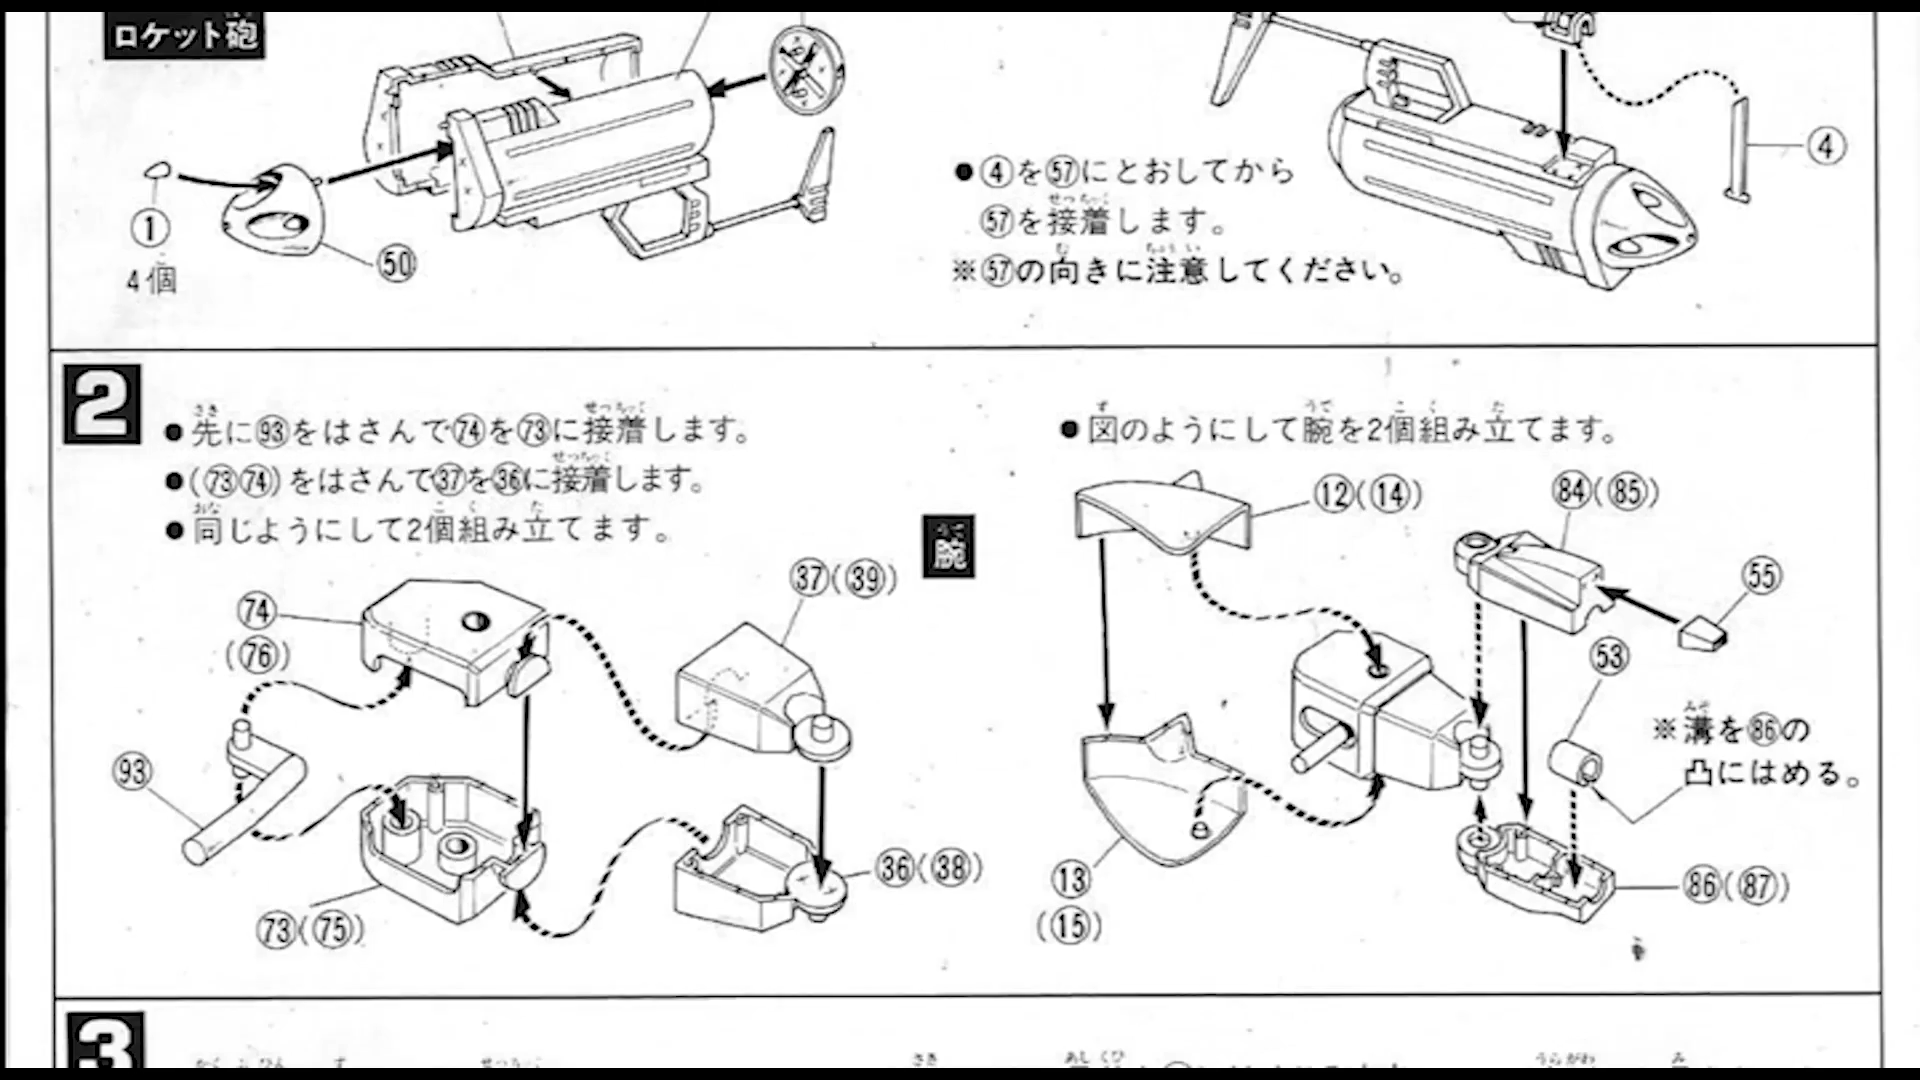 ロケット砲
①
4個
㊿
●④を57にとおしてから
57を接着します。
※57の向きに注意してください。
④
2
●先に93をはさんで74を73に接着します。
●(73 74)をはさんで㊲を㊱に接着します。
●同じようにして2個組み立てます。
74
(76)
㊲(㊴)
93
73(75)
㊱(㊳)
腕
●図のようにして腕を2個組み立てます。
⑫(⑭)
84(85)
55
53
※溝を86の
凸にはめる。
⑬
(⑮)
86(87)
3